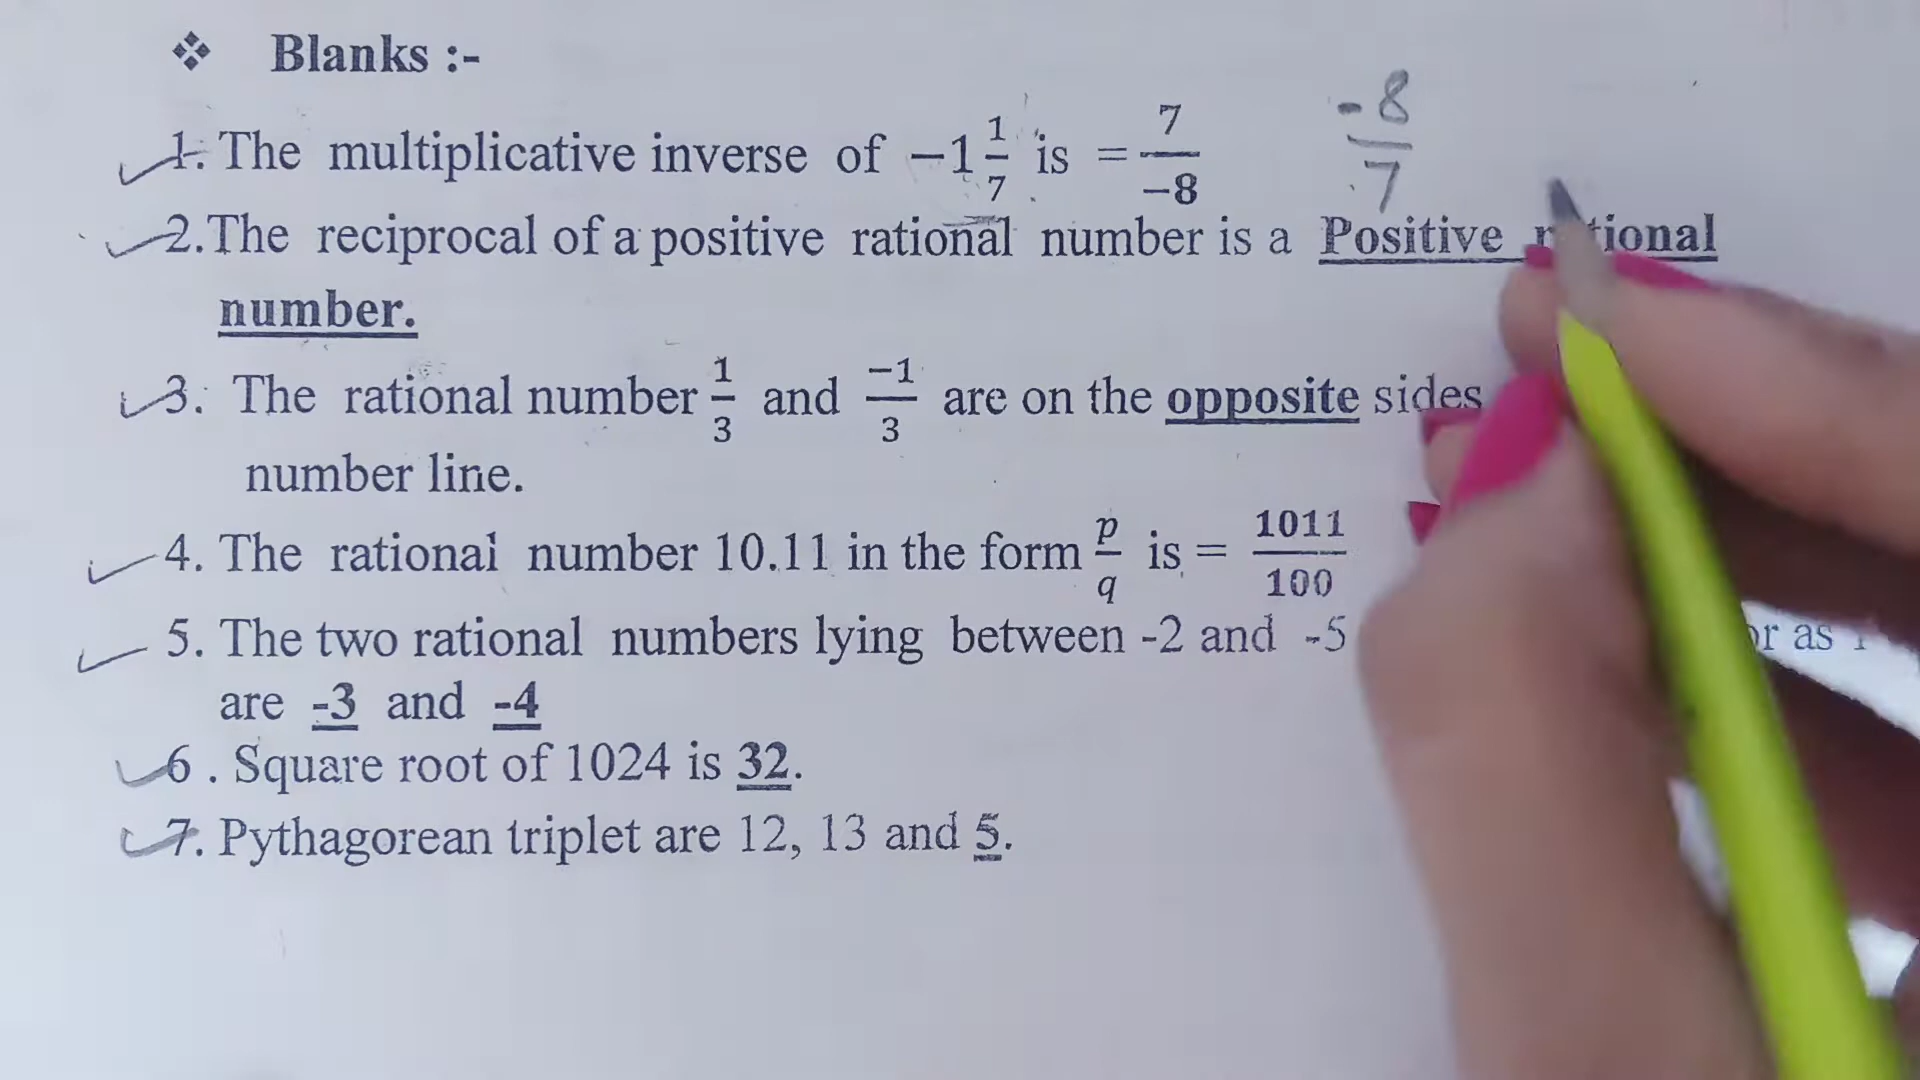 ❖ Blanks :-
1. The multiplicative inverse of −1 1/7 is = 7/−8
-8/7
2. The reciprocal of a positive rational number is a Positive rational
number.
3. The rational number 1/3 and −1/3 are on the opposite sides
number line.
4. The rational number 10.11 in the form p/q is = 1011/100
5. The two rational numbers lying between -2 and -5 as
are -3 and -4
6 . Square root of 1024 is 32.
7. Pythagorean triplet are 12, 13 and 5.